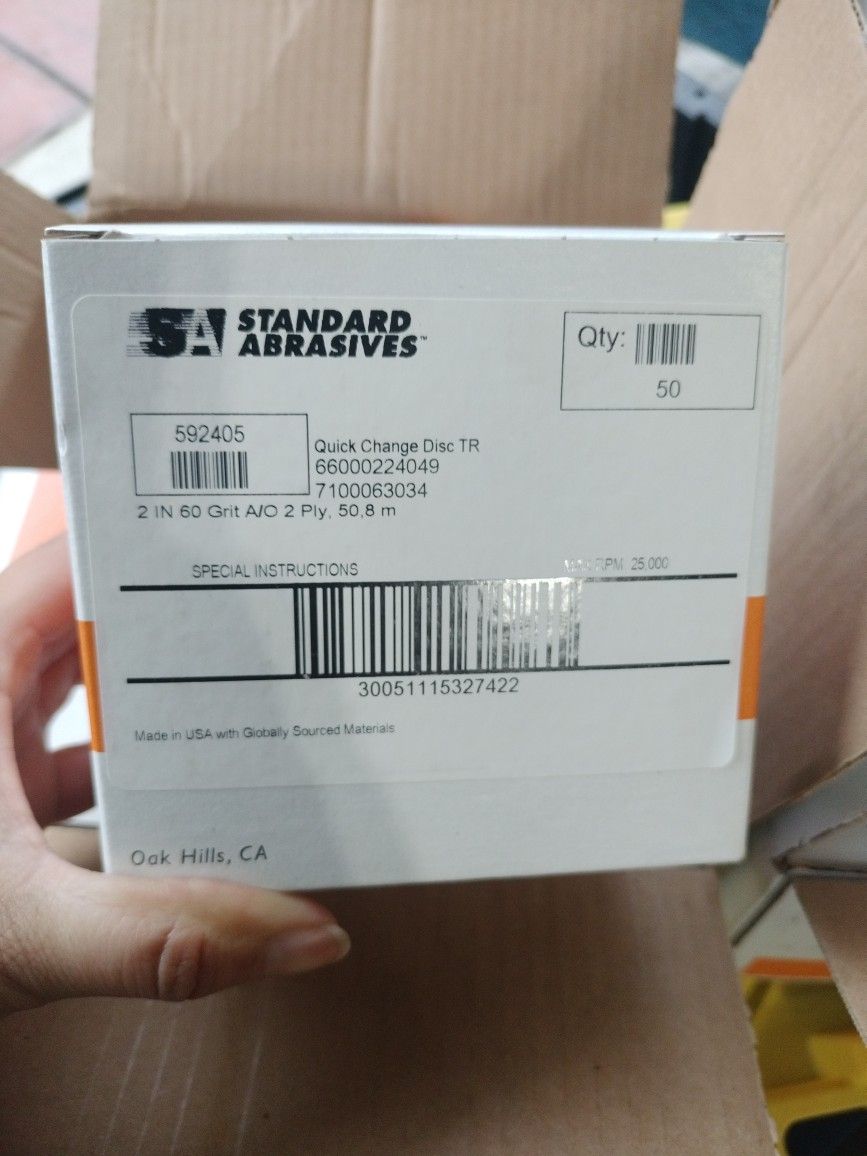 SA STANDARD
ABRASIVES™
Qty:
50
592405
Quick Change Disc TR
66000224049
7100063034
2 IN 60 Grit A/O 2 Ply, 50,8 m
SPECIAL INSTRUCTIONS
MAX RPM 25,000
30051115327422
Made in USA with Globally Sourced Materials
Oak Hills, CA